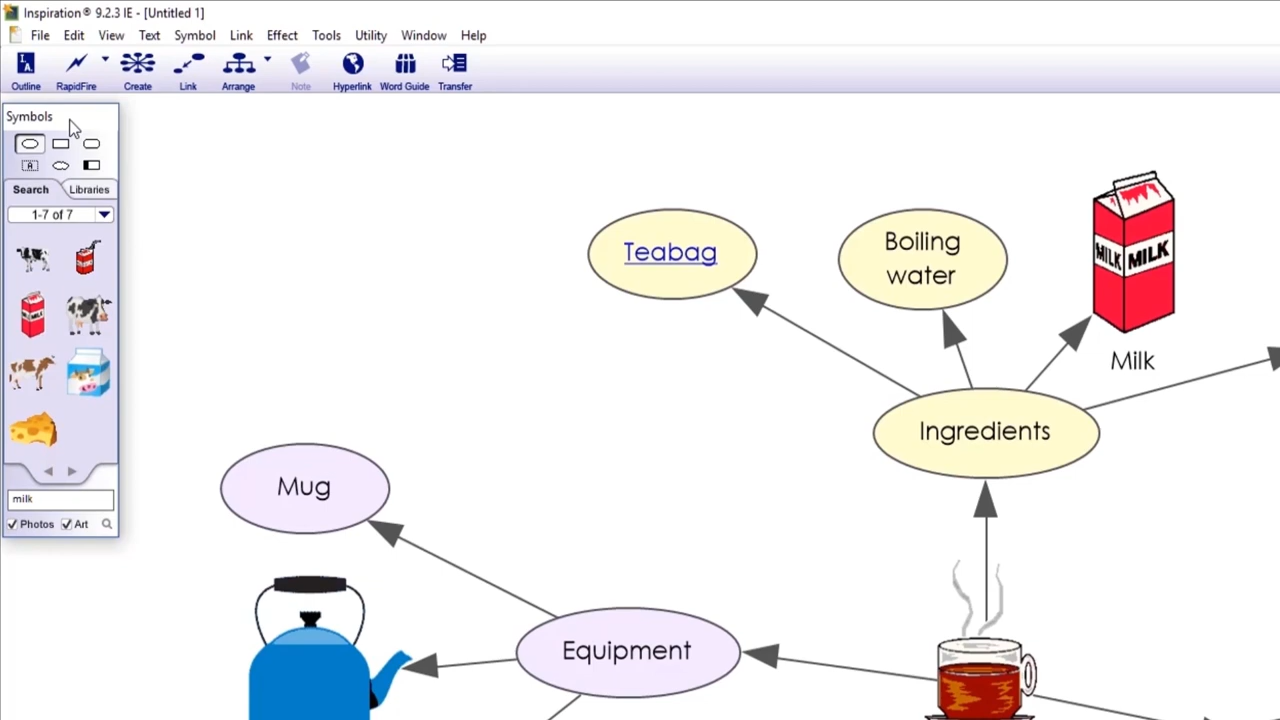 Inspiration® 9.2.3 IE - [Untitled 1]
File Edit View Text Symbol Link Effect Tools Utility Window Help
Outline RapidFire Create Link Arrange Note Hyperlink Word Guide Transfer
Symbols
A
Search Libraries
1-7 of 7
milk
Photos Art
Teabag
Boiling
water
MILK MILK
Milk
Ingredients
Mug
Equipment